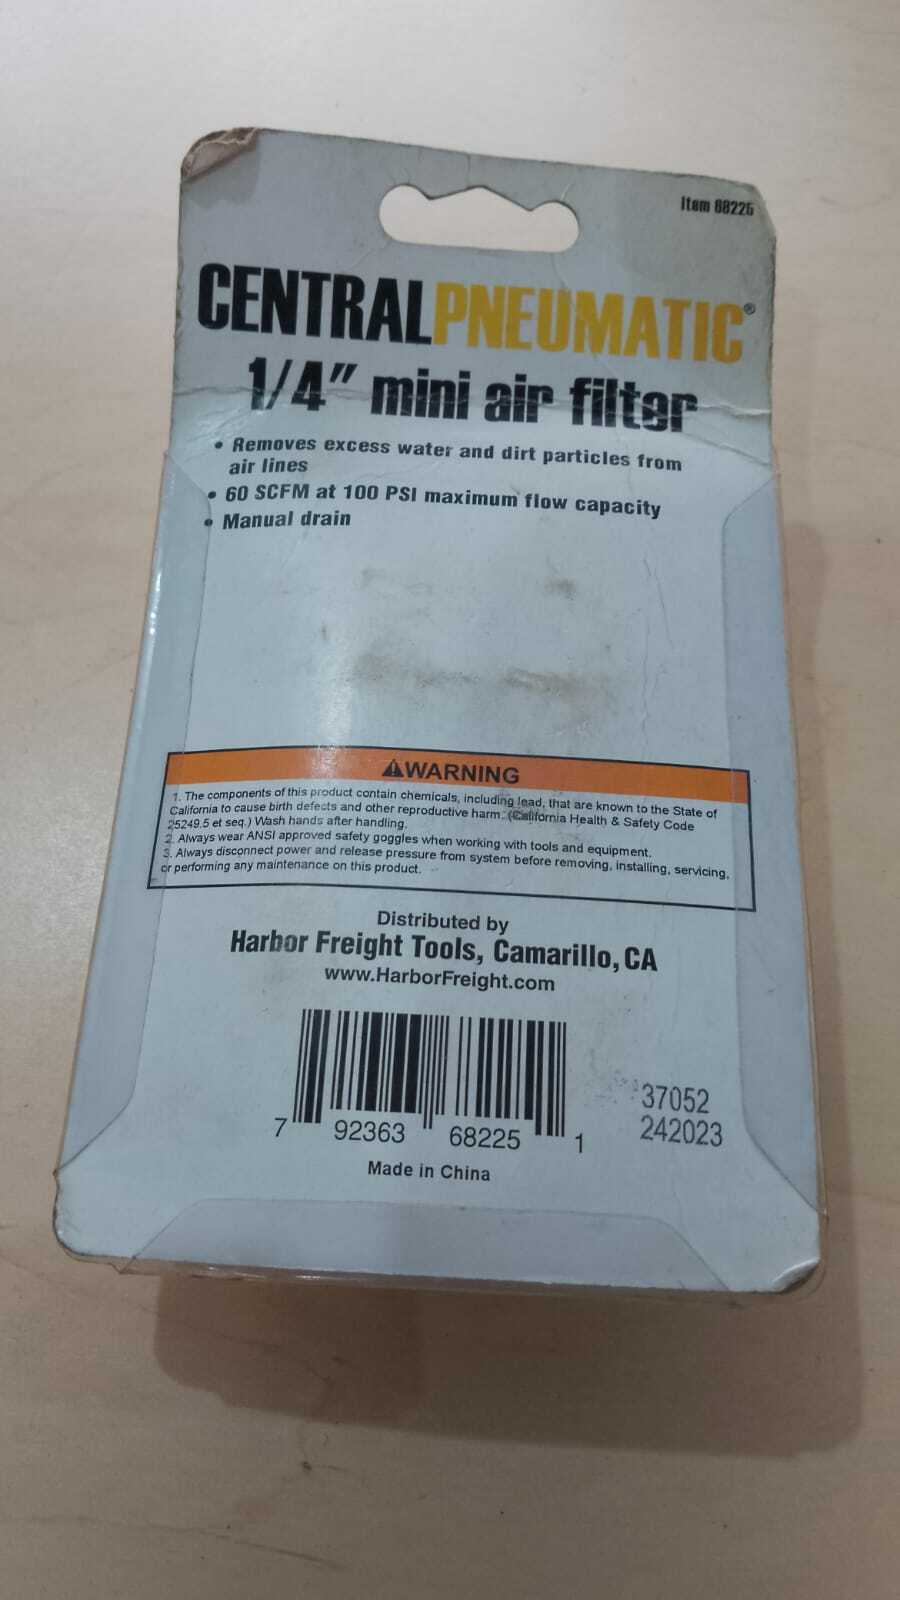 Item 68225
CENTRALPNEUMATIC®
1/4" mini air filter
• Removes excess water and dirt particles from
air lines
• 60 SCFM at 100 PSI maximum flow capacity
• Manual drain
⚠WARNING
1. The components of this product contain chemicals, including lead, that are known to the State of
California to cause birth defects and other reproductive harm. (California Health & Safety Code
25249.5 et seq.) Wash hands after handling.
2. Always wear ANSI approved safety goggles when working with tools and equipment.
3. Always disconnect power and release pressure from system before removing, installing, servicing,
or performing any maintenance on this product.
Distributed by
Harbor Freight Tools, Camarillo, CA
www.HarborFreight.com
7 92363 68225 1
37052
242023
Made in China